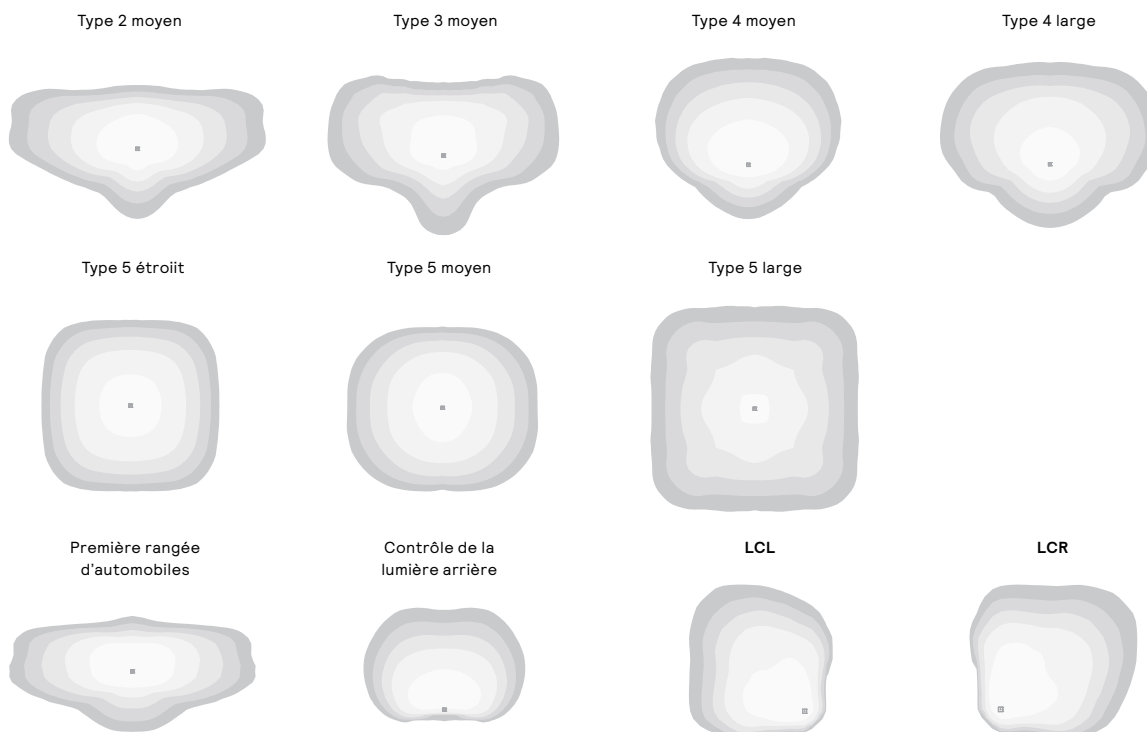 Type 2 moyen
Type 3 moyen
Type 4 moyen
Type 4 large
Type 5 étroiit
Type 5 moyen
Type 5 large
Première rangée
d'automobiles
Contrôle de la
lumière arrière
LCL
LCR